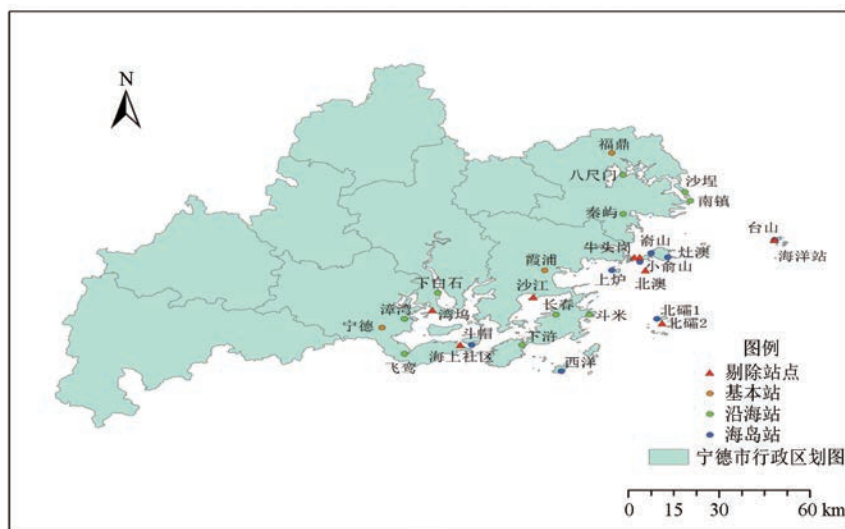 N
福鼎
八尺门
沙埕
南镇
秦屿
台山
牛头岗
嵛山
灶澳
海洋站
霞浦
小嵛山
上炉
北澳
下白石
沙江
漳湾
湾坞
长春
斗米
北礵1
北礵2
宁德
斗帽
海上社区
下浒
飞鸾
西洋
图例
剔除站点
基本站
沿海站
海岛站
宁德市行政区划图
0 15 30 60 km